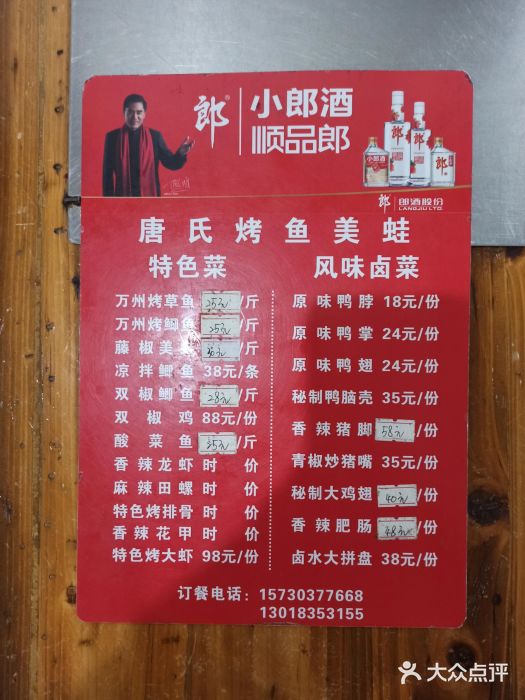 郎®
小郎酒
顺品郎
小郎酒
郎
郎
郎
郎 郎酒股份
LANGJIU LTD.
唐氏烤鱼美蛙
特色菜
万州烤草鱼 25元/斤
万州烤鲫鱼 25元/斤
藤椒美蛙 35元/斤
凉拌鲫鱼 38元/条
双椒鲫鱼 28元/斤
双椒鸡 88元/份
酸菜鱼 35元/斤
香辣龙虾 时价
麻辣田螺 时价
特色烤排骨 时价
香辣花甲 时价
特色烤大虾 98元/份
风味卤菜
原味鸭脖 18元/份
原味鸭掌 24元/份
原味鸭翅 24元/份
秘制鸭脑壳 35元/份
香辣猪脚 58元/份
青椒炒猪嘴 35元/份
秘制大鸡翅 40元/份
香辣肥肠 48元/份
卤水大拼盘 38元/份
订餐电话：15730377668
13018353155
大众点评